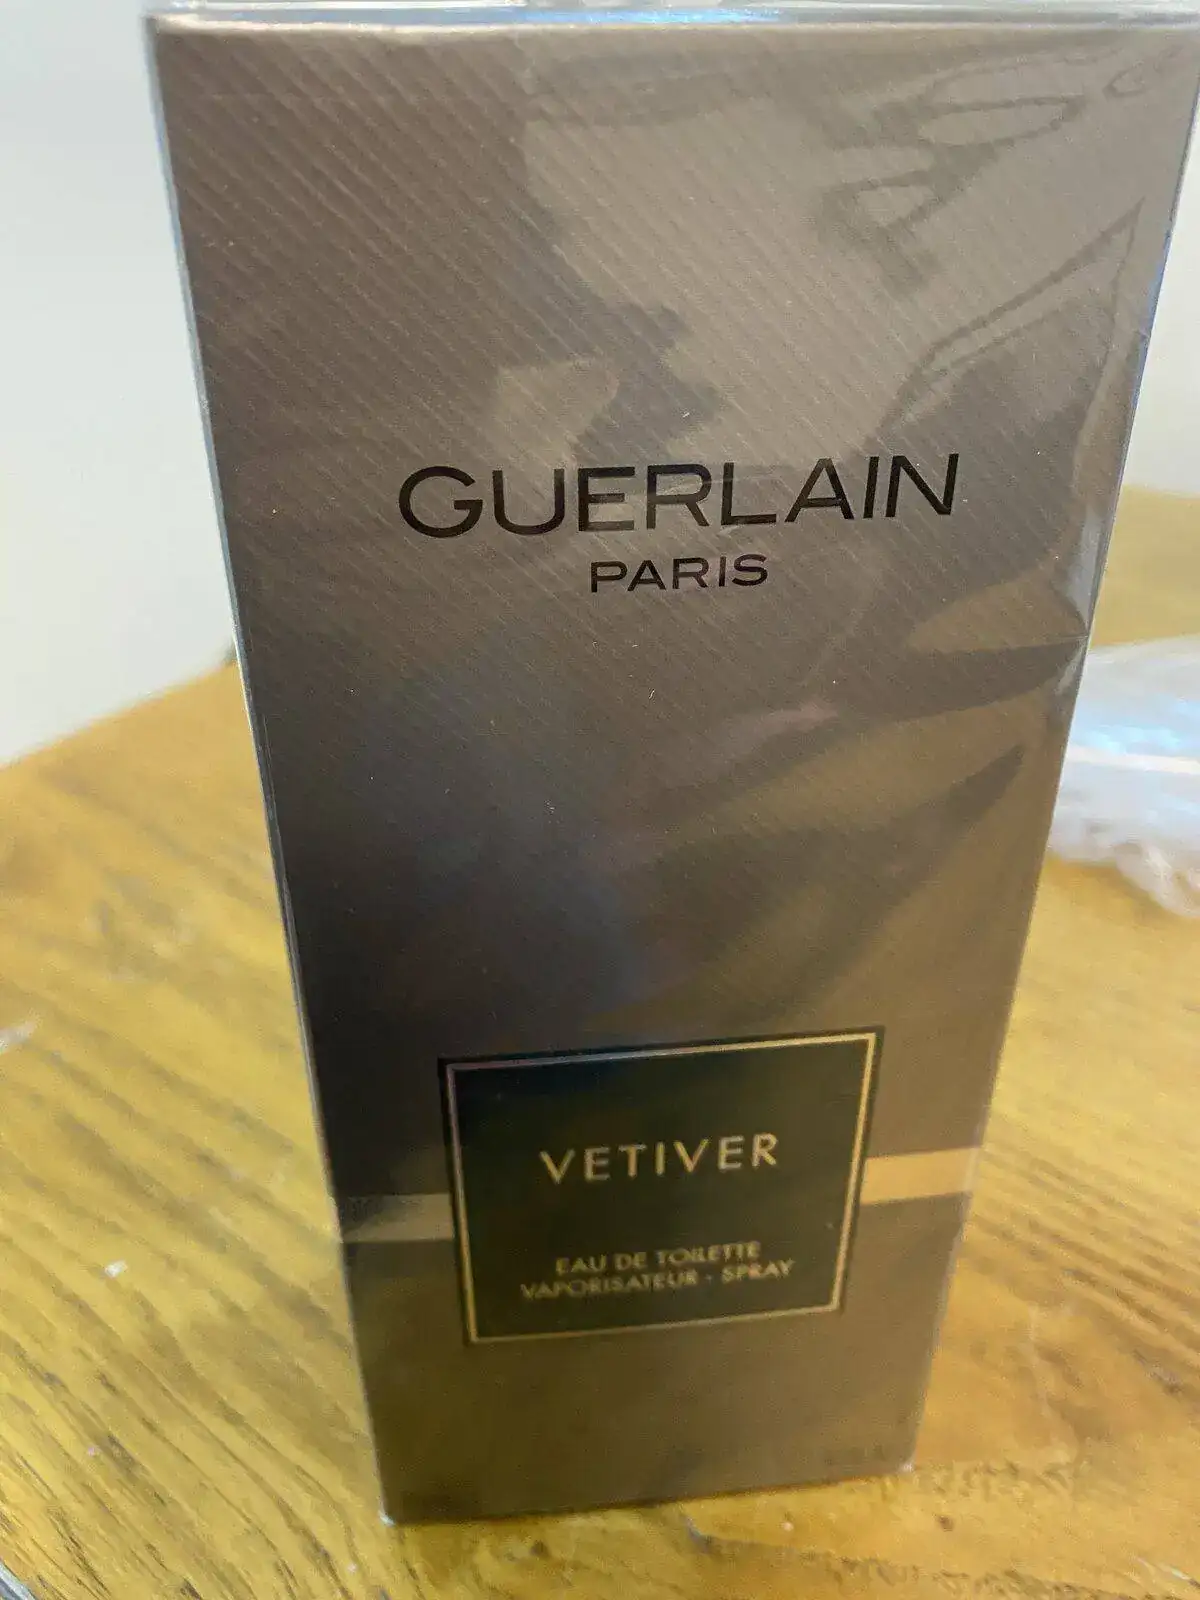 GUERLAIN
PARIS
VETIVER
EAU DE TOILETTE
VAPORISATEUR · SPRAY